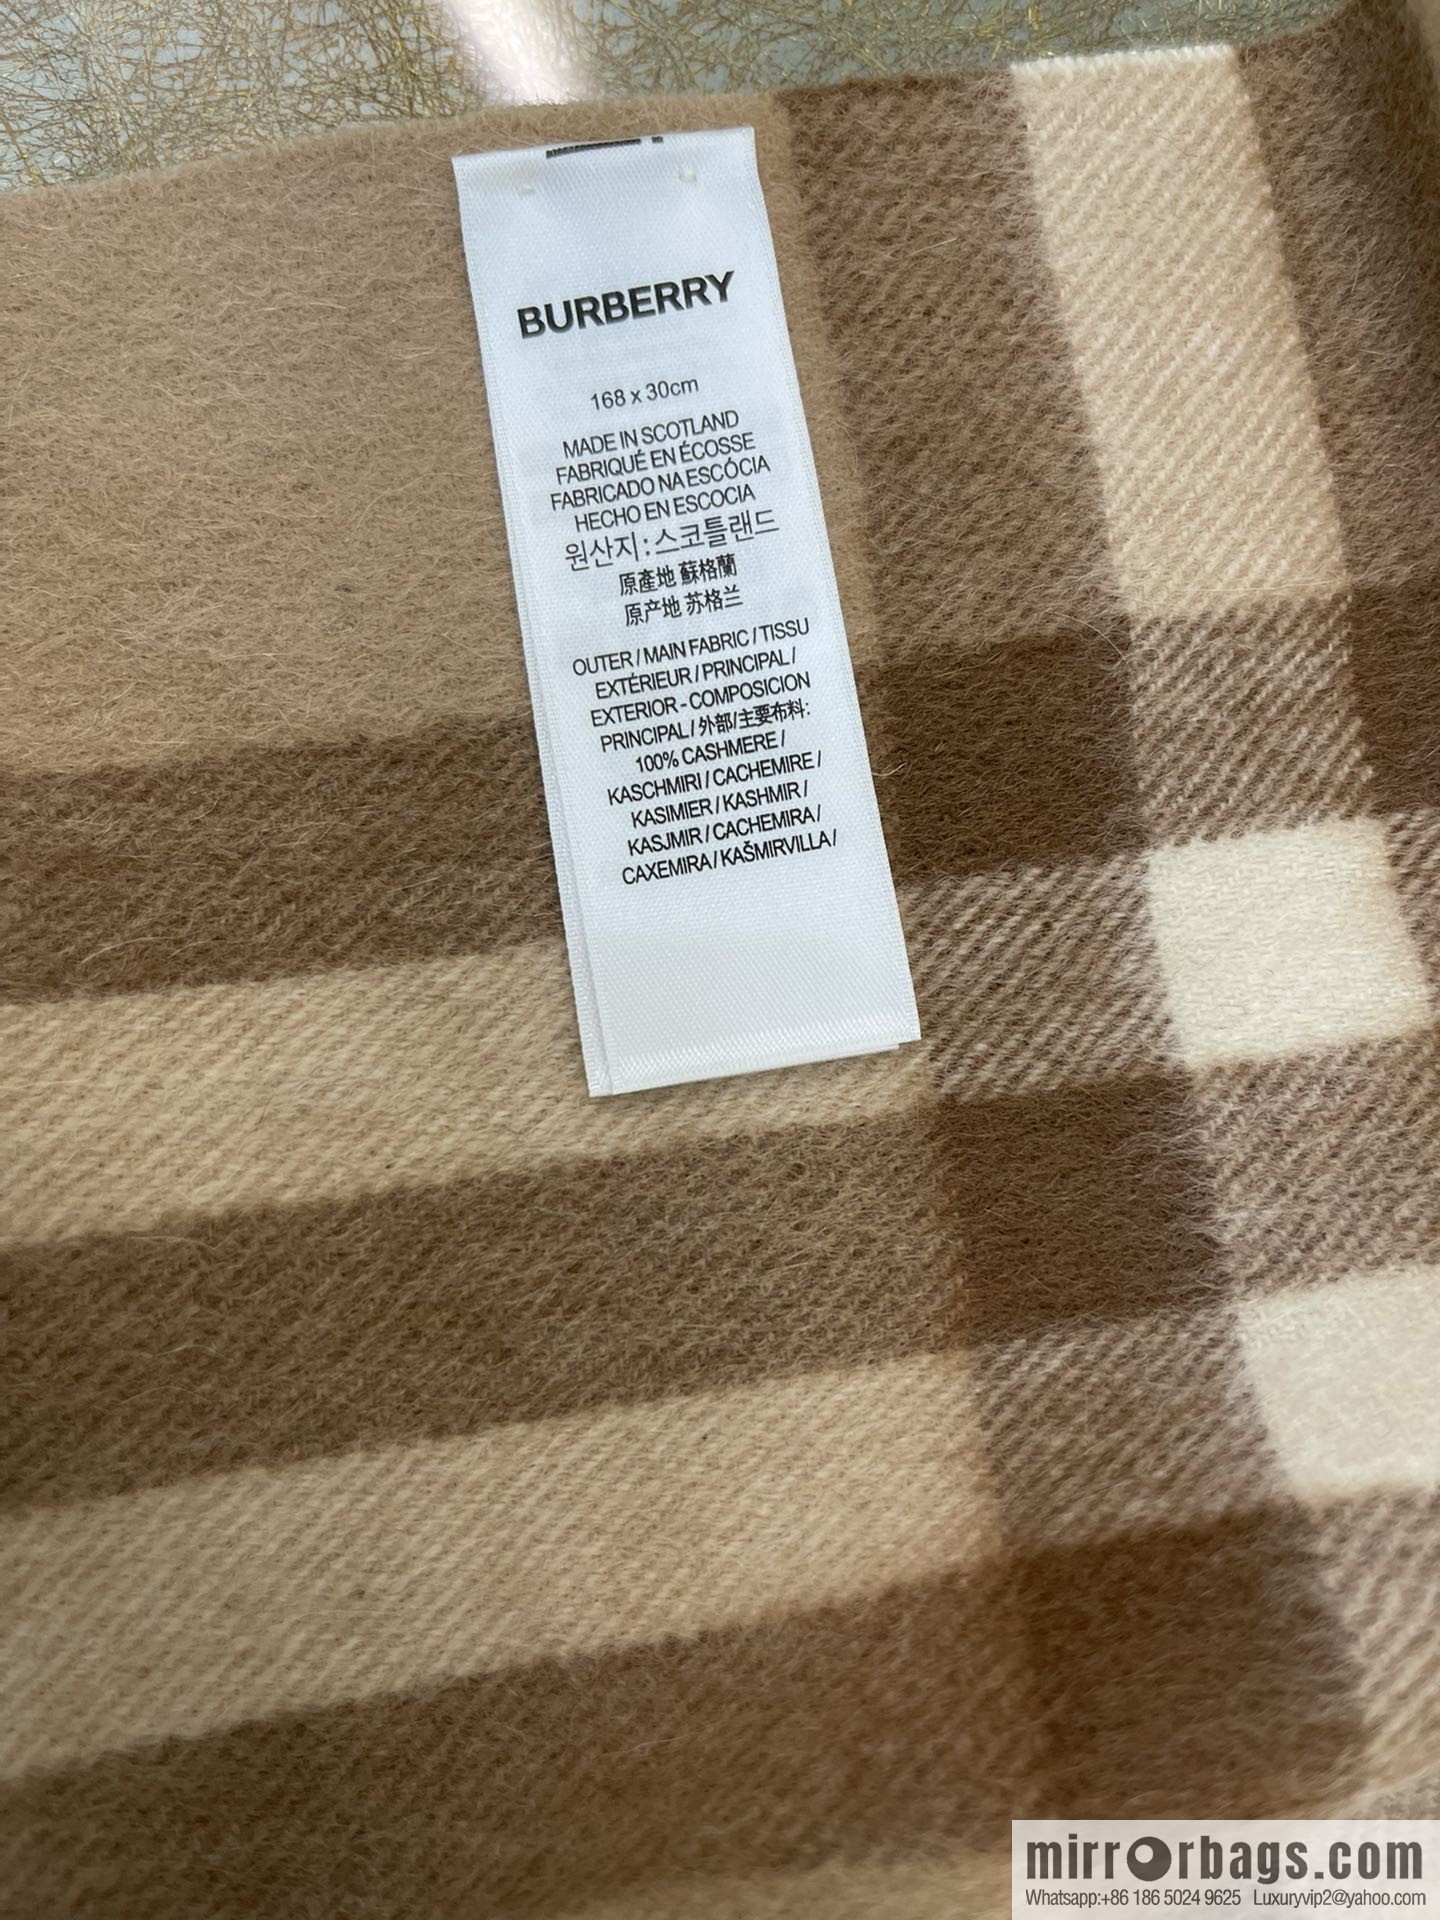 BURBERRY
168 x 30cm
MADE IN SCOTLAND
FABRIQUÉ EN ÉCOSSE
FABRICADO NA ESCÓCIA
HECHO EN ESCOCIA
원산지 : 스코틀랜드
原產地 蘇格蘭
原产地 苏格兰
OUTER / MAIN FABRIC / TISSU
EXTÉRIEUR / PRINCIPAL /
EXTERIOR - COMPOSICION
PRINCIPAL / 外部/主要布料:
100% CASHMERE /
KASCHMIRI / CACHEMIRE /
KASIMIER / KASHMIR /
KASJMIR / CACHEMIRA /
CAXEMIRA / KAŠMIRVILLA /
mirrorbags.com
Whatsapp:+86 186 5024 9625 Luxuryvip2@yahoo.com